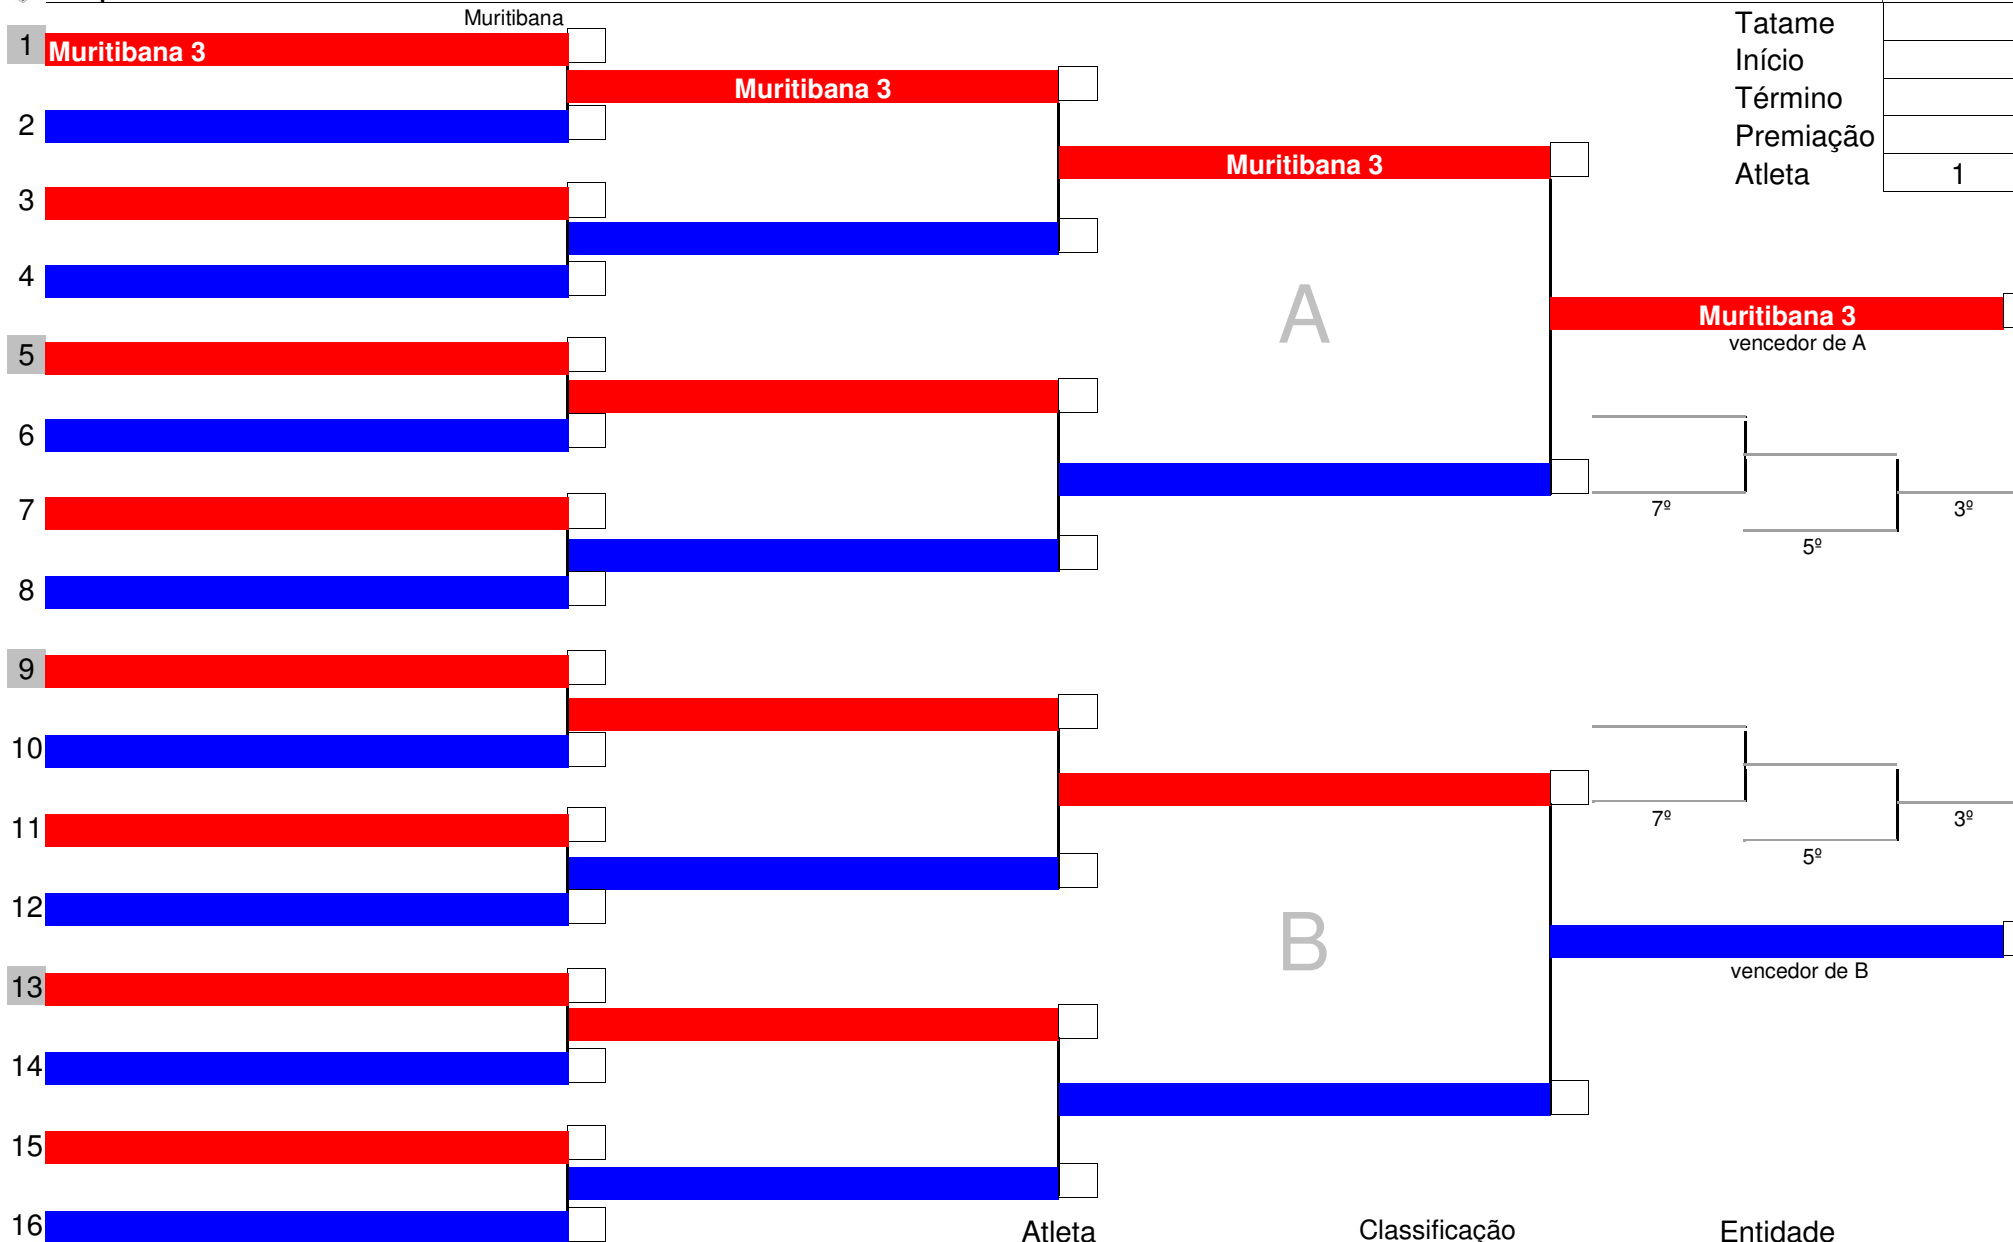 Muritibana
1 Muritibana 3
Tatame
Início
Muritibana 3
2
Término
Premiação
Muritibana 3
Atleta 1
3
4
A
Muritibana 3
vencedor de A
5
6
7
7º
3º
5º
8
9
10
11
7º
3º
5º
12
B
vencedor de B
13
14
15
16
Atleta Classificação Entidade